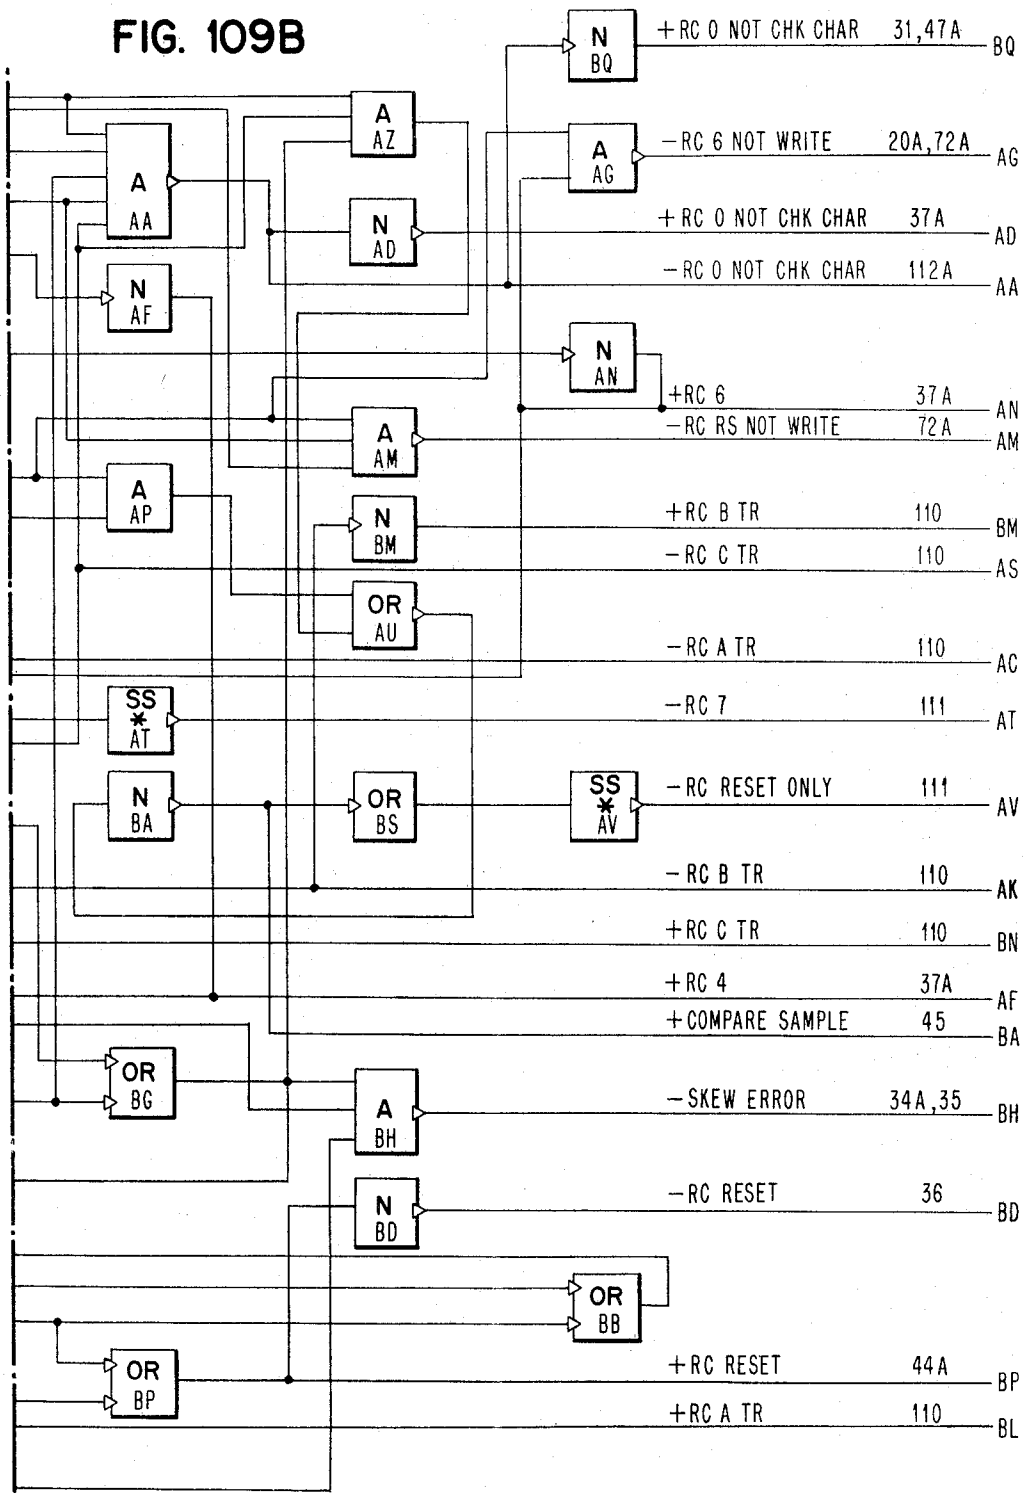 FIG. 109B
N
BQ
+RC 0 NOT CHK CHAR 31,47A BQ
A
AZ
A
AA
A
AG
-RC 6 NOT WRITE 20A,72A AG
N
AD
+RC 0 NOT CHK CHAR 37A AD
-RC 0 NOT CHK CHAR 112A AA
N
AF
N
AN
+RC 6 37A AN
A
AM
-RC RS NOT WRITE 72A AM
A
AP
N
BM
+RC B TR 110 BM
-RC C TR 110 AS
OR
AU
-RC A TR 110 AC
SS
*
AT
-RC 7 111 AT
N
BA
OR
BS
SS
*
AV
-RC RESET ONLY 111 AV
-RC B TR 110 AK
+RC C TR 110 BN
+RC 4 37A AF
+COMPARE SAMPLE 45 BA
OR
BG
A
BH
-SKEW ERROR 34A,35 BH
N
BD
-RC RESET 36 BD
OR
BB
OR
BP
+RC RESET 44A BP
+RC A TR 110 BL